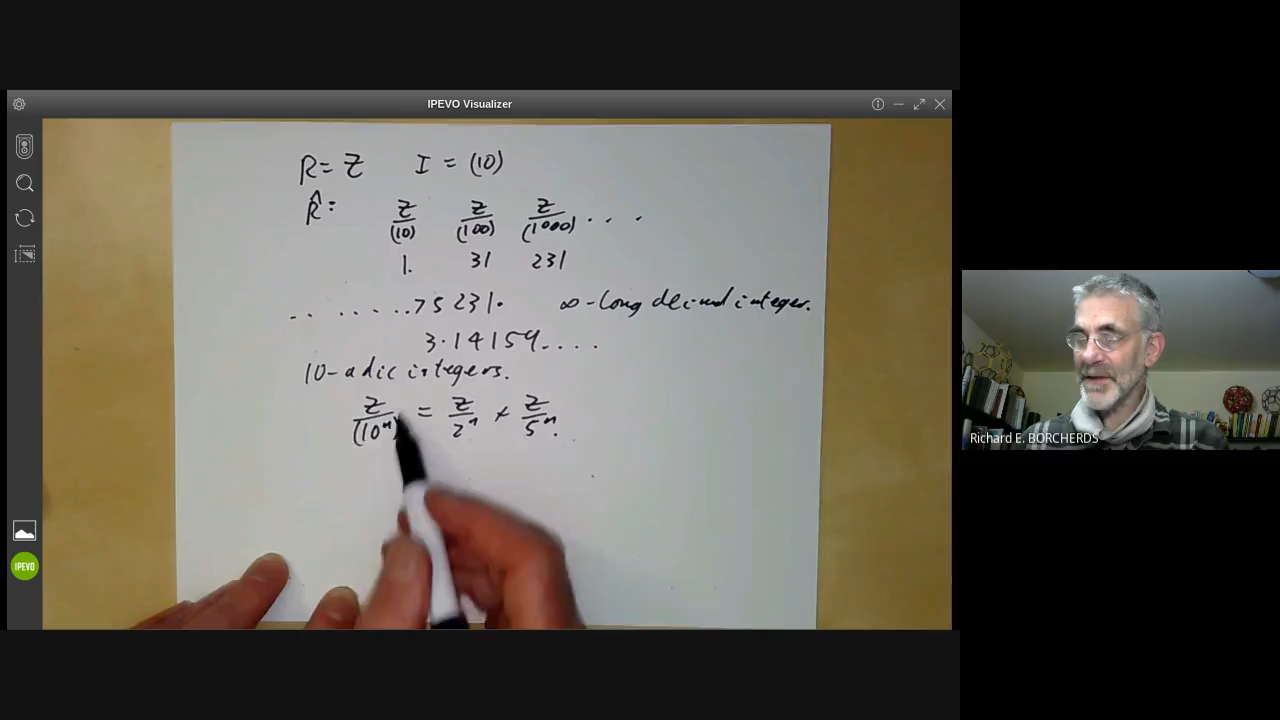 IPEVO Visualizer
R = Z I = (10)
R̂ : Z/(10) Z/(100) Z/(1000) . . .
1. 31 231
. . . . . . . 75231. ∞-long decimal integer.
3.14159....
10-adic integers.
Z/(10ⁿ) = Z/2ⁿ × Z/5ⁿ.
IPEVO
Richard E. BORCHERDS